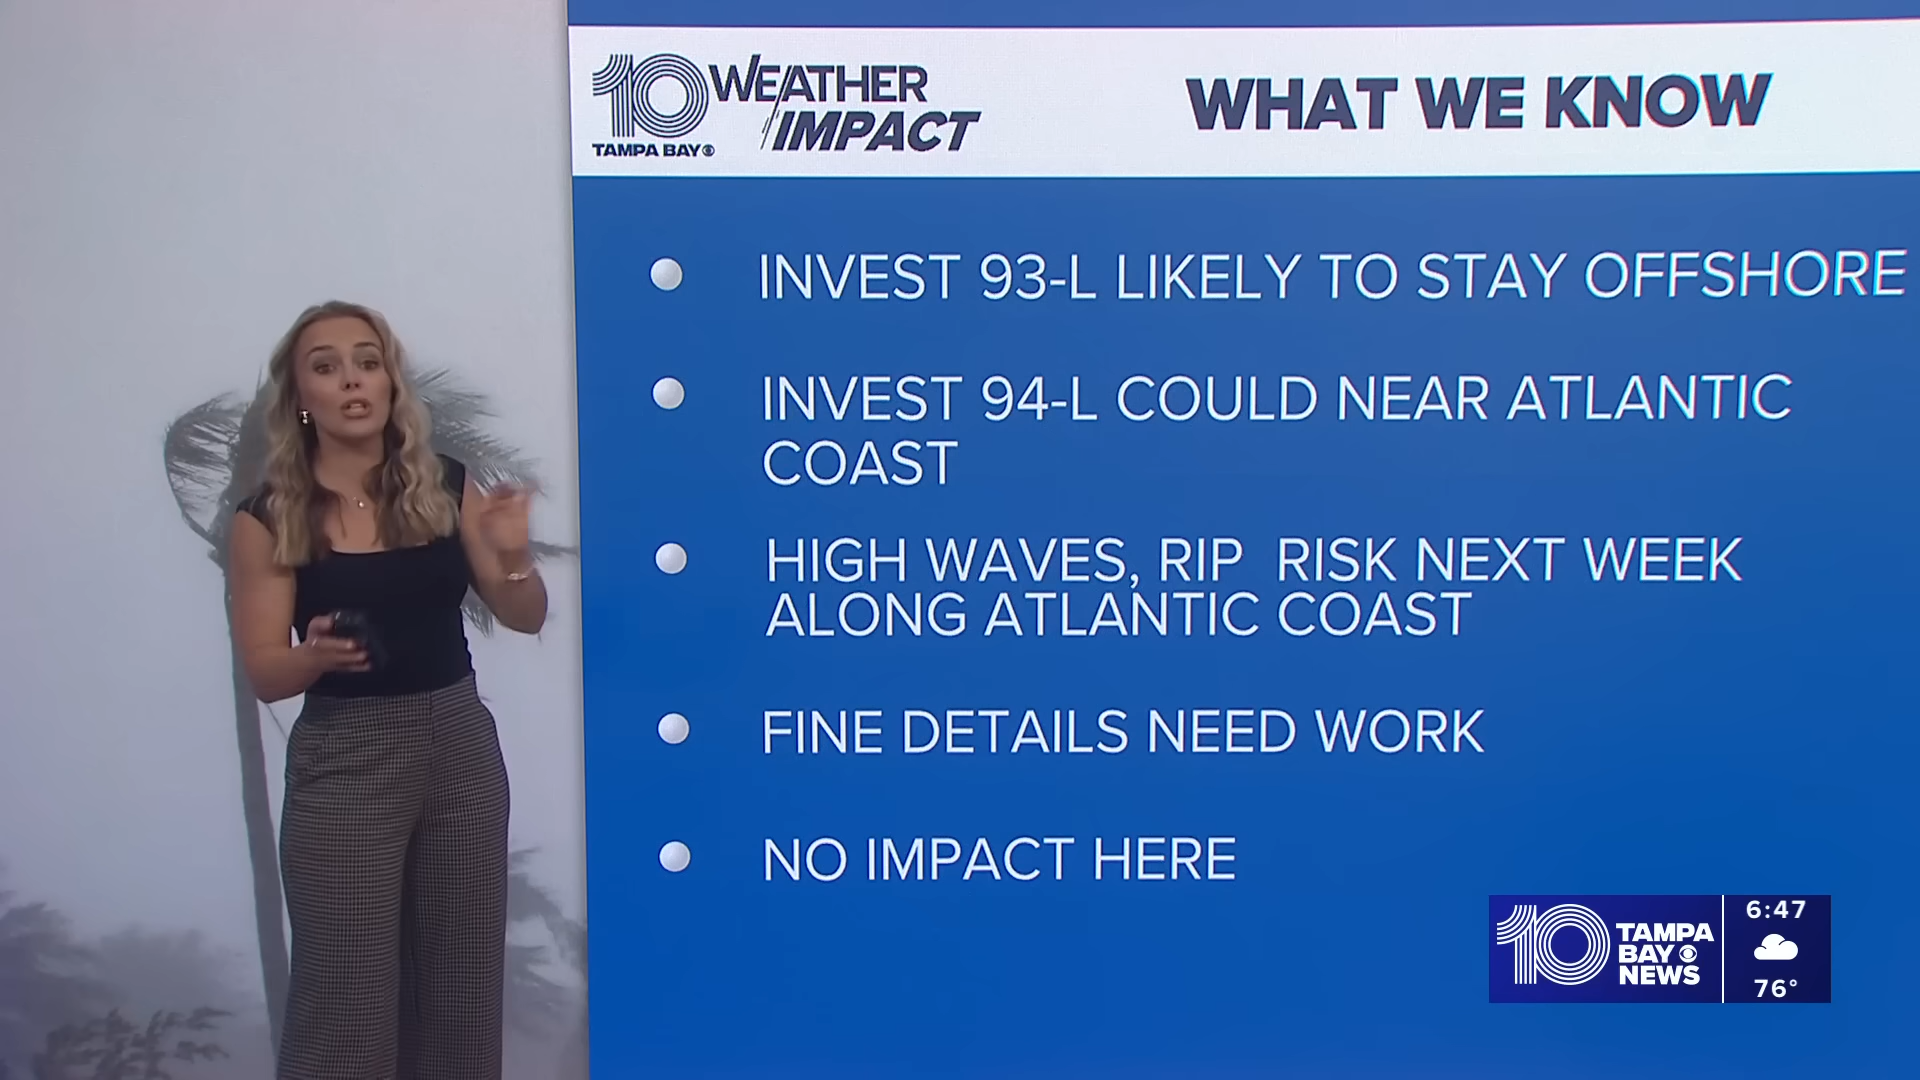 10 WEATHER
IMPACT
TAMPA BAY
WHAT WE KNOW
INVEST 93-L LIKELY TO STAY OFFSHORE
INVEST 94-L COULD NEAR ATLANTIC
COAST
HIGH WAVES, RIP RISK NEXT WEEK
ALONG ATLANTIC COAST
FINE DETAILS NEED WORK
NO IMPACT HERE
10 TAMPA
BAY
NEWS
6:47
76°